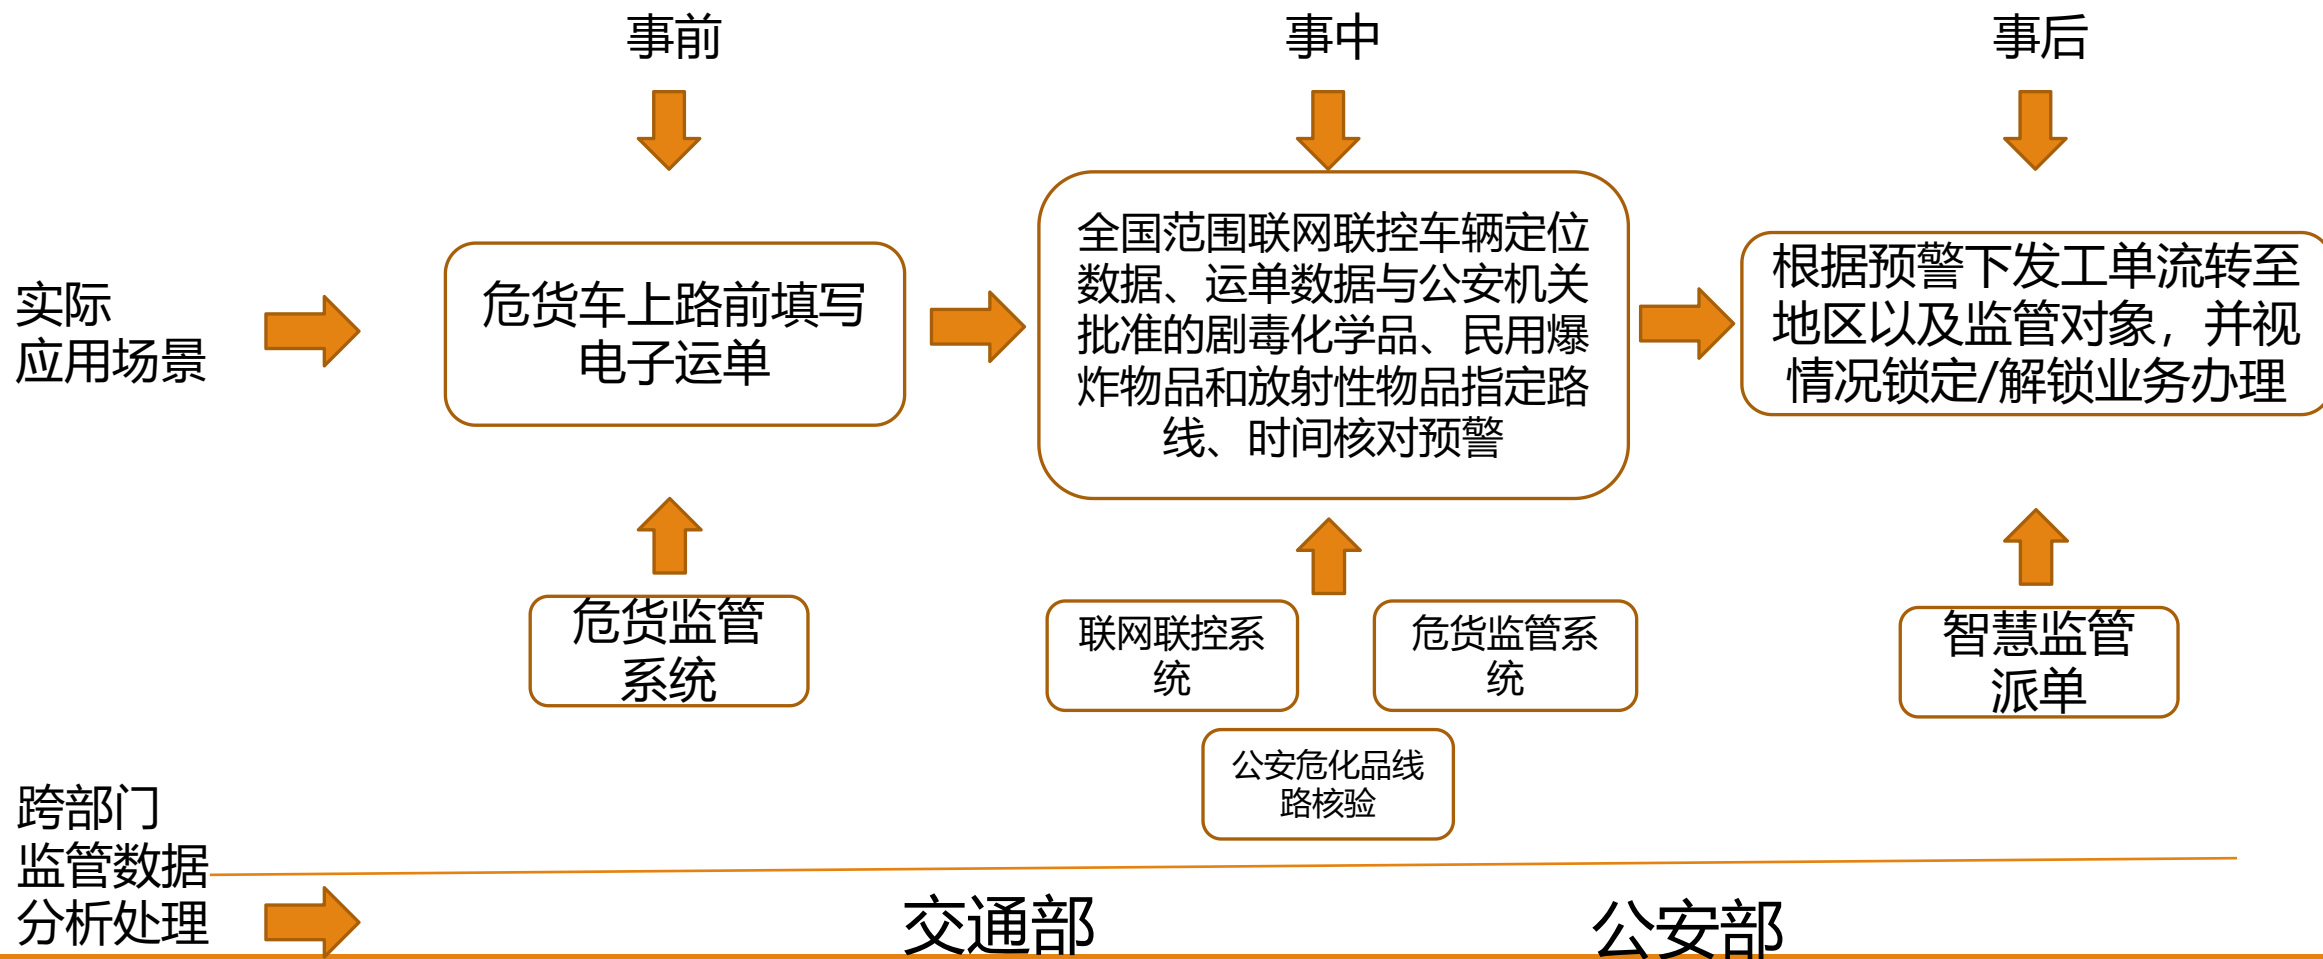 事前
事中
事后
实际
应用场景
危货车上路前填写
电子运单
全国范围联网联控车辆定位
数据、运单数据与公安机关
批准的剧毒化学品、民用爆
炸物品和放射性物品指定路
线、时间核对预警
根据预警下发工单流转至
地区以及监管对象，并视
情况锁定/解锁业务办理
危货监管
系统
联网联控系
统
危货监管系
统
公安危化品线
路核验
智慧监管
派单
跨部门
监管数据
分析处理
交通部
公安部